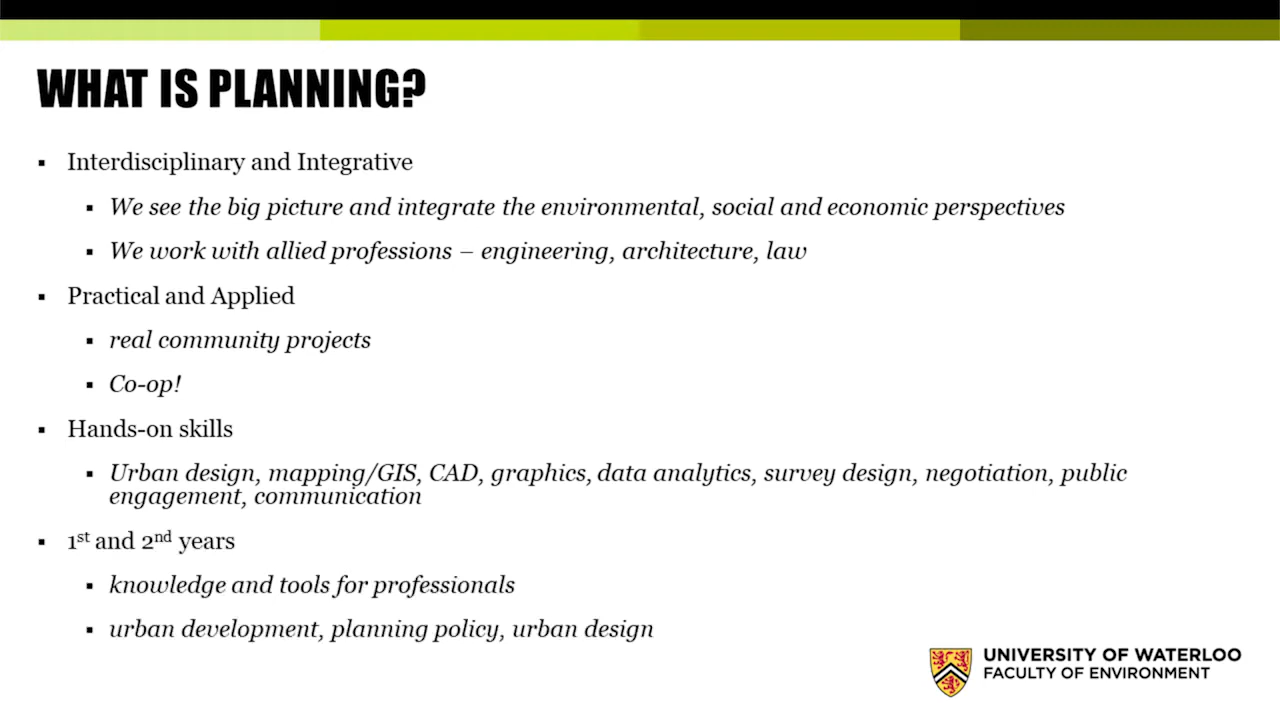 WHAT IS PLANNING?
▪ Interdisciplinary and Integrative
▪ We see the big picture and integrate the environmental, social and economic perspectives
▪ We work with allied professions – engineering, architecture, law
▪ Practical and Applied
▪ real community projects
▪ Co-op!
▪ Hands-on skills
▪ Urban design, mapping/GIS, CAD, graphics, data analytics, survey design, negotiation, public
engagement, communication
▪ 1st and 2nd years
▪ knowledge and tools for professionals
▪ urban development, planning policy, urban design
UNIVERSITY OF WATERLOO
FACULTY OF ENVIRONMENT